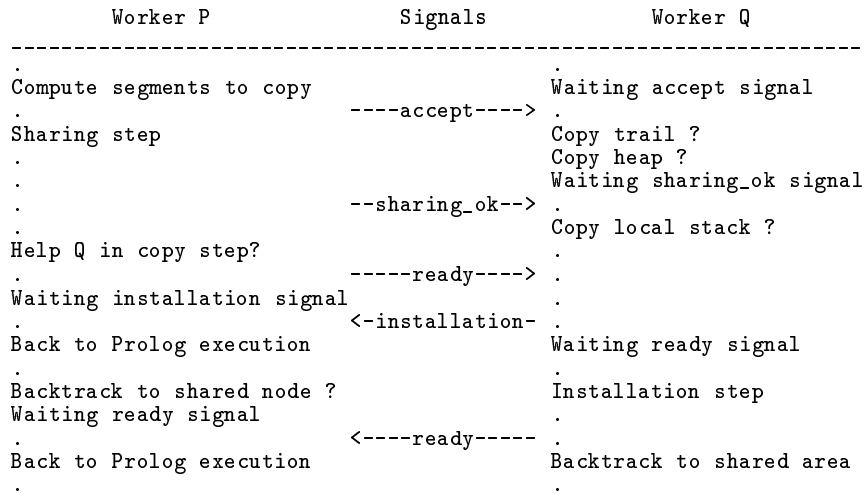 Worker P Signals Worker Q
-------------------------------------------------------------------
. .
Compute segments to copy Waiting accept signal
. ----accept----> .
Sharing step Copy trail ?
. Copy heap ?
. Waiting sharing_ok signal
. --sharing_ok--> .
. Copy local stack ?
Help Q in copy step? .
. -----ready----> .
Waiting installation signal .
. <-installation- .
Back to Prolog execution Waiting ready signal
. .
Backtrack to shared node ? Installation step
Waiting ready signal .
. <----ready----- .
Back to Prolog execution Backtrack to shared area
. .